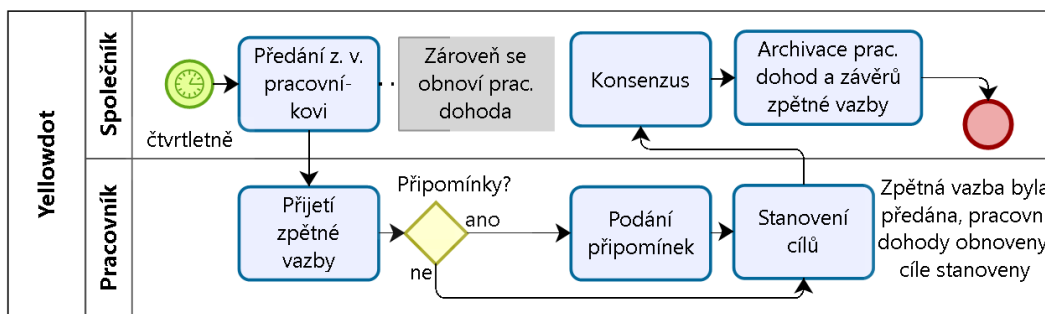 Yellowdot
Společník
čtvrtletně
Předání z. v.
pracovní-
kovi
Zároveň se
obnoví prac.
dohoda
Konsenzus
Archivace prac.
dohod a závěrů
zpětné vazby
Pracovník
Přijetí
zpětné
vazby
Připomínky?
ano
ne
Podání
připomínek
Stanovení
cílů
Zpětná vazba byla
předána, pracovn
dohody obnoveny
cíle stanoveny